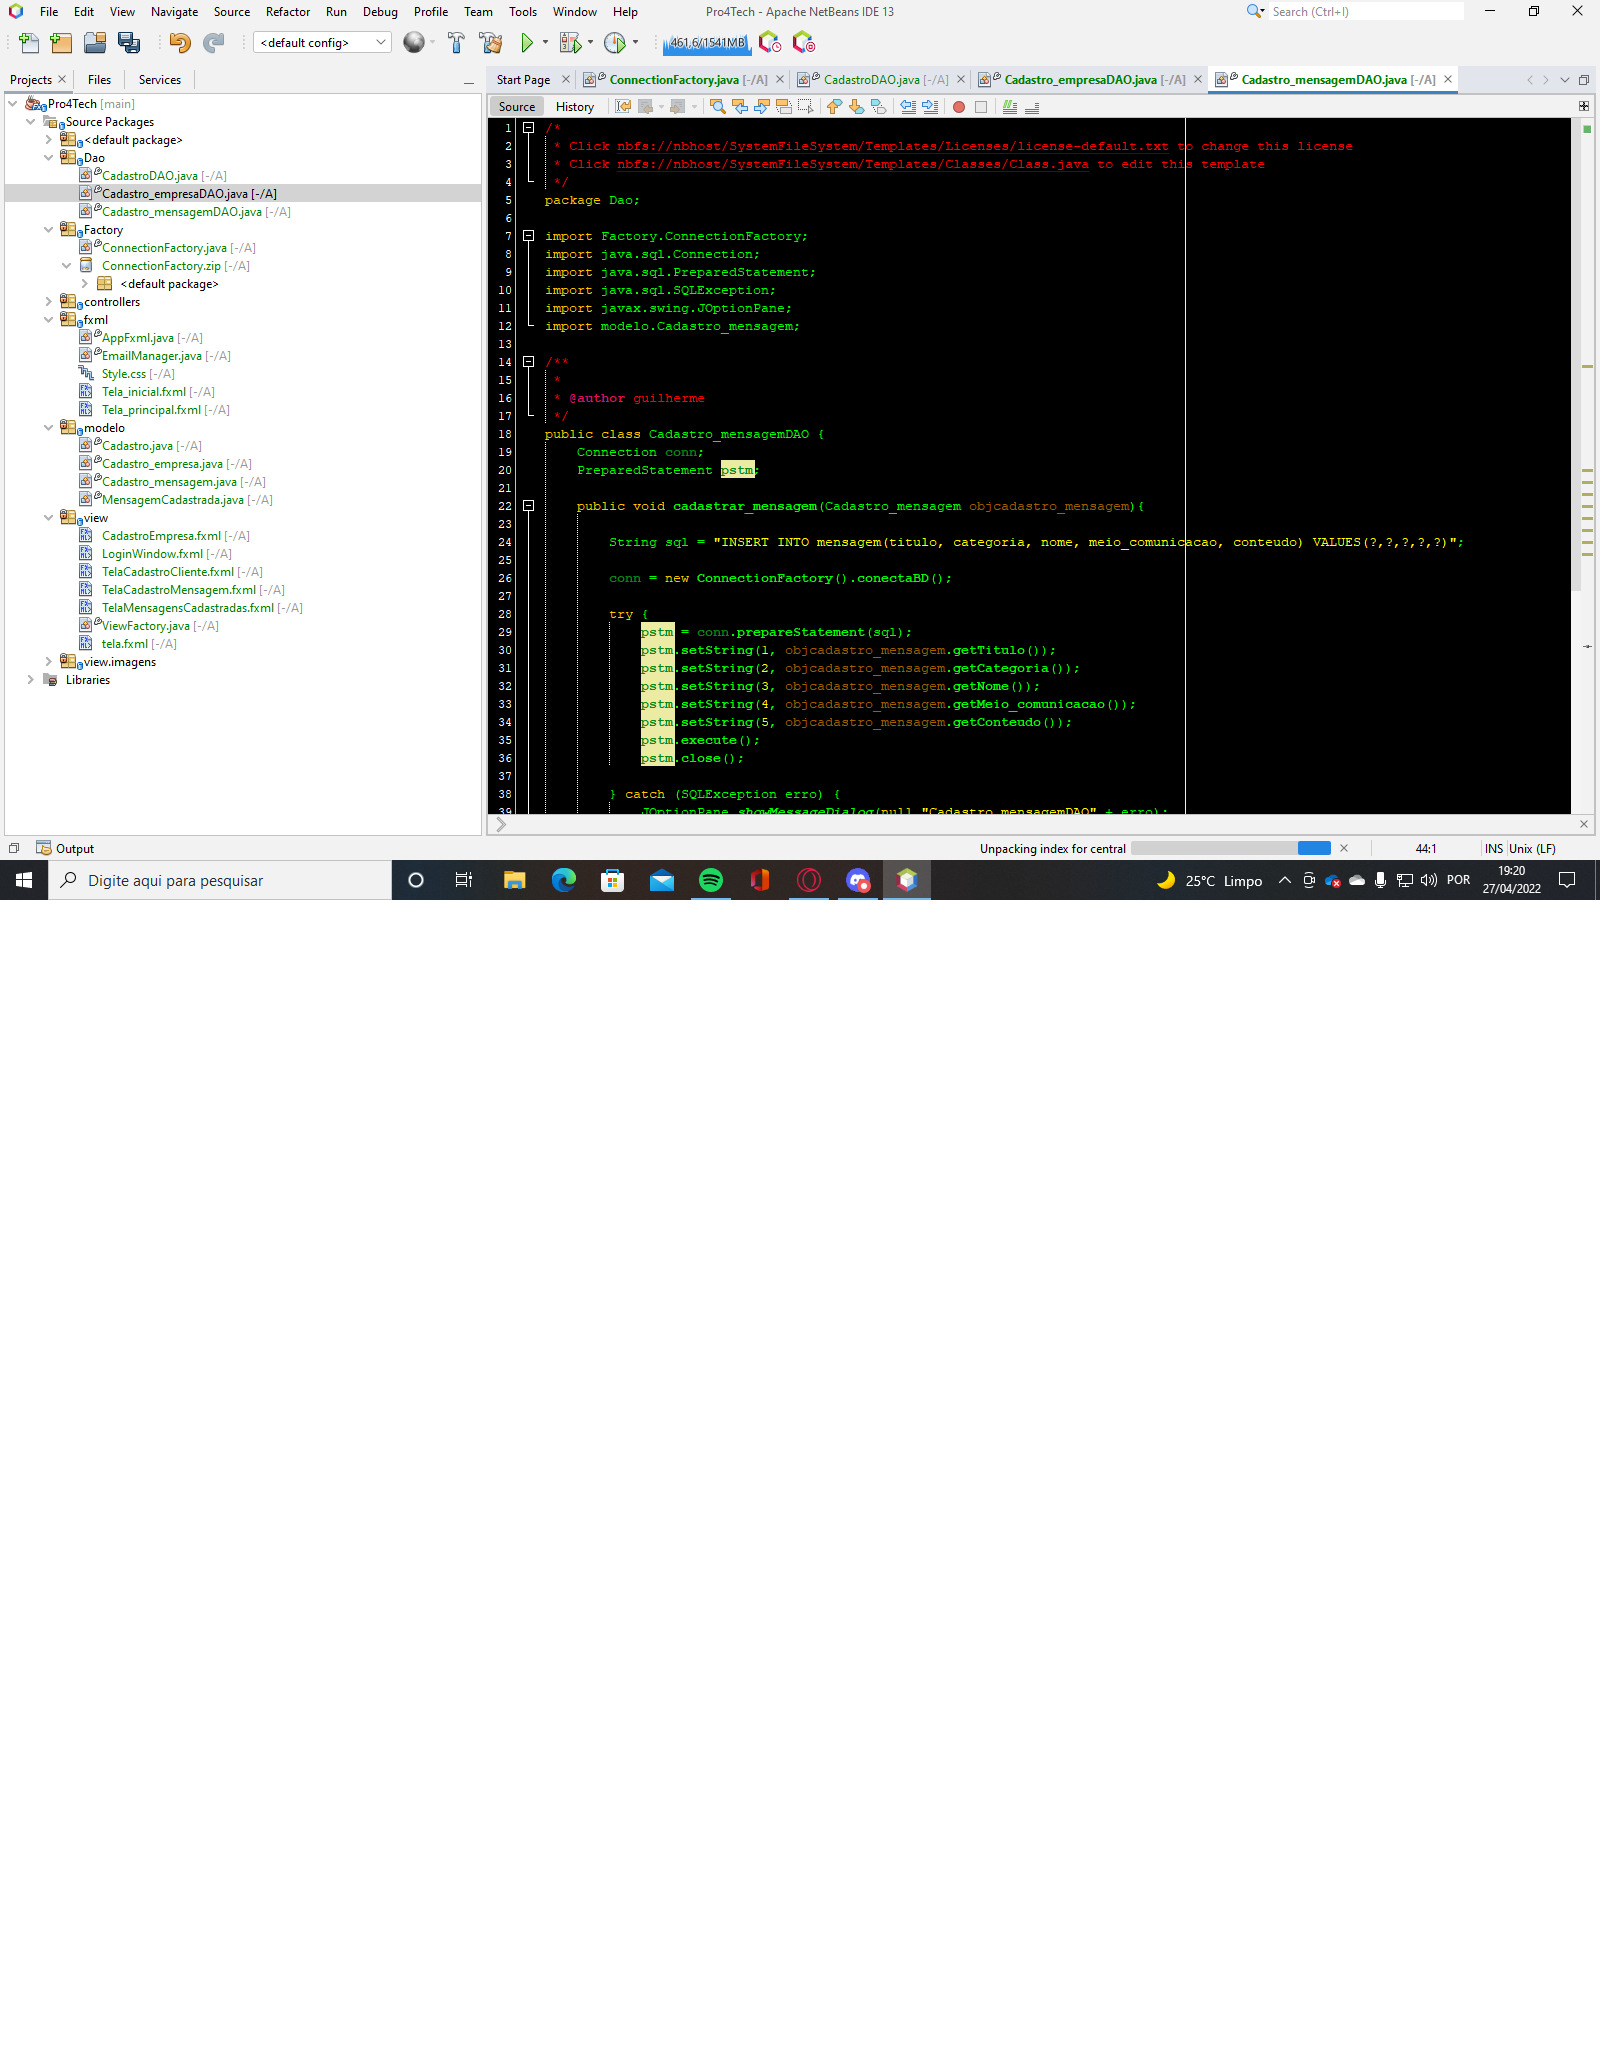 File Edit View Navigate Source Refactor Run Debug Profile Team Tools Window Help Pro4Tech - Apache NetBeans IDE 13 Search (Ctrl+I)
<default config> 461,6/1541MB
Projects Files Services
Start Page ConnectionFactory.java [-/A] CadastroDAO.java [-/A] Cadastro_empresaDAO.java [-/A] Cadastro_mensagemDAO.java [-/A]
Source History
Pro4Tech [main]
Source Packages
<default package>
Dao
CadastroDAO.java [-/A]
Cadastro_empresaDAO.java [-/A]
Cadastro_mensagemDAO.java [-/A]
Factory
ConnectionFactory.java [-/A]
ConnectionFactory.zip [-/A]
<default package>
controllers
fxml
AppFxml.java [-/A]
EmailManager.java [-/A]
Style.css [-/A]
Tela_inicial.fxml [-/A]
Tela_principal.fxml [-/A]
modelo
Cadastro.java [-/A]
Cadastro_empresa.java [-/A]
Cadastro_mensagem.java [-/A]
MensagemCadastrada.java [-/A]
view
CadastroEmpresa.fxml [-/A]
LoginWindow.fxml [-/A]
TelaCadastroCliente.fxml [-/A]
TelaCadastroMensagem.fxml [-/A]
TelaMensagensCadastradas.fxml [-/A]
ViewFactory.java [-/A]
tela.fxml [-/A]
view.imagens
Libraries
1 /*
2 * Click nbfs://nbhost/SystemFileSystem/Templates/Licenses/license-default.txt to change this license
3 * Click nbfs://nbhost/SystemFileSystem/Templates/Classes/Class.java to edit this template
4 */
5 package Dao;
6
7 import Factory.ConnectionFactory;
8 import java.sql.Connection;
9 import java.sql.PreparedStatement;
10 import java.sql.SQLException;
11 import javax.swing.JOptionPane;
12 import modelo.Cadastro_mensagem;
13
14 /**
15 *
16 * @author guilherme
17 */
18 public class Cadastro_mensagemDAO {
19 Connection conn;
20 PreparedStatement pstm;
21
22 public void cadastrar_mensagem(Cadastro_mensagem objcadastro_mensagem){
23
24 String sql = "INSERT INTO mensagem(titulo, categoria, nome, meio_comunicacao, conteudo) VALUES(?,?,?,?,?)";
25
26 conn = new ConnectionFactory().conectaBD();
27
28 try {
29 pstm = conn.prepareStatement(sql);
30 pstm.setString(1, objcadastro_mensagem.getTitulo());
31 pstm.setString(2, objcadastro_mensagem.getCategoria());
32 pstm.setString(3, objcadastro_mensagem.getNome());
33 pstm.setString(4, objcadastro_mensagem.getMeio_comunicacao());
34 pstm.setString(5, objcadastro_mensagem.getConteudo());
35 pstm.execute();
36 pstm.close();
37
38 } catch (SQLException erro) {
39 JOptionPane.showMessageDialog(null,"Cadastro_mensagemDAO" + erro);
Output Unpacking index for central 44:1 INS Unix (LF)
Digite aqui para pesquisar 25°C Limpo POR 19:20
27/04/2022